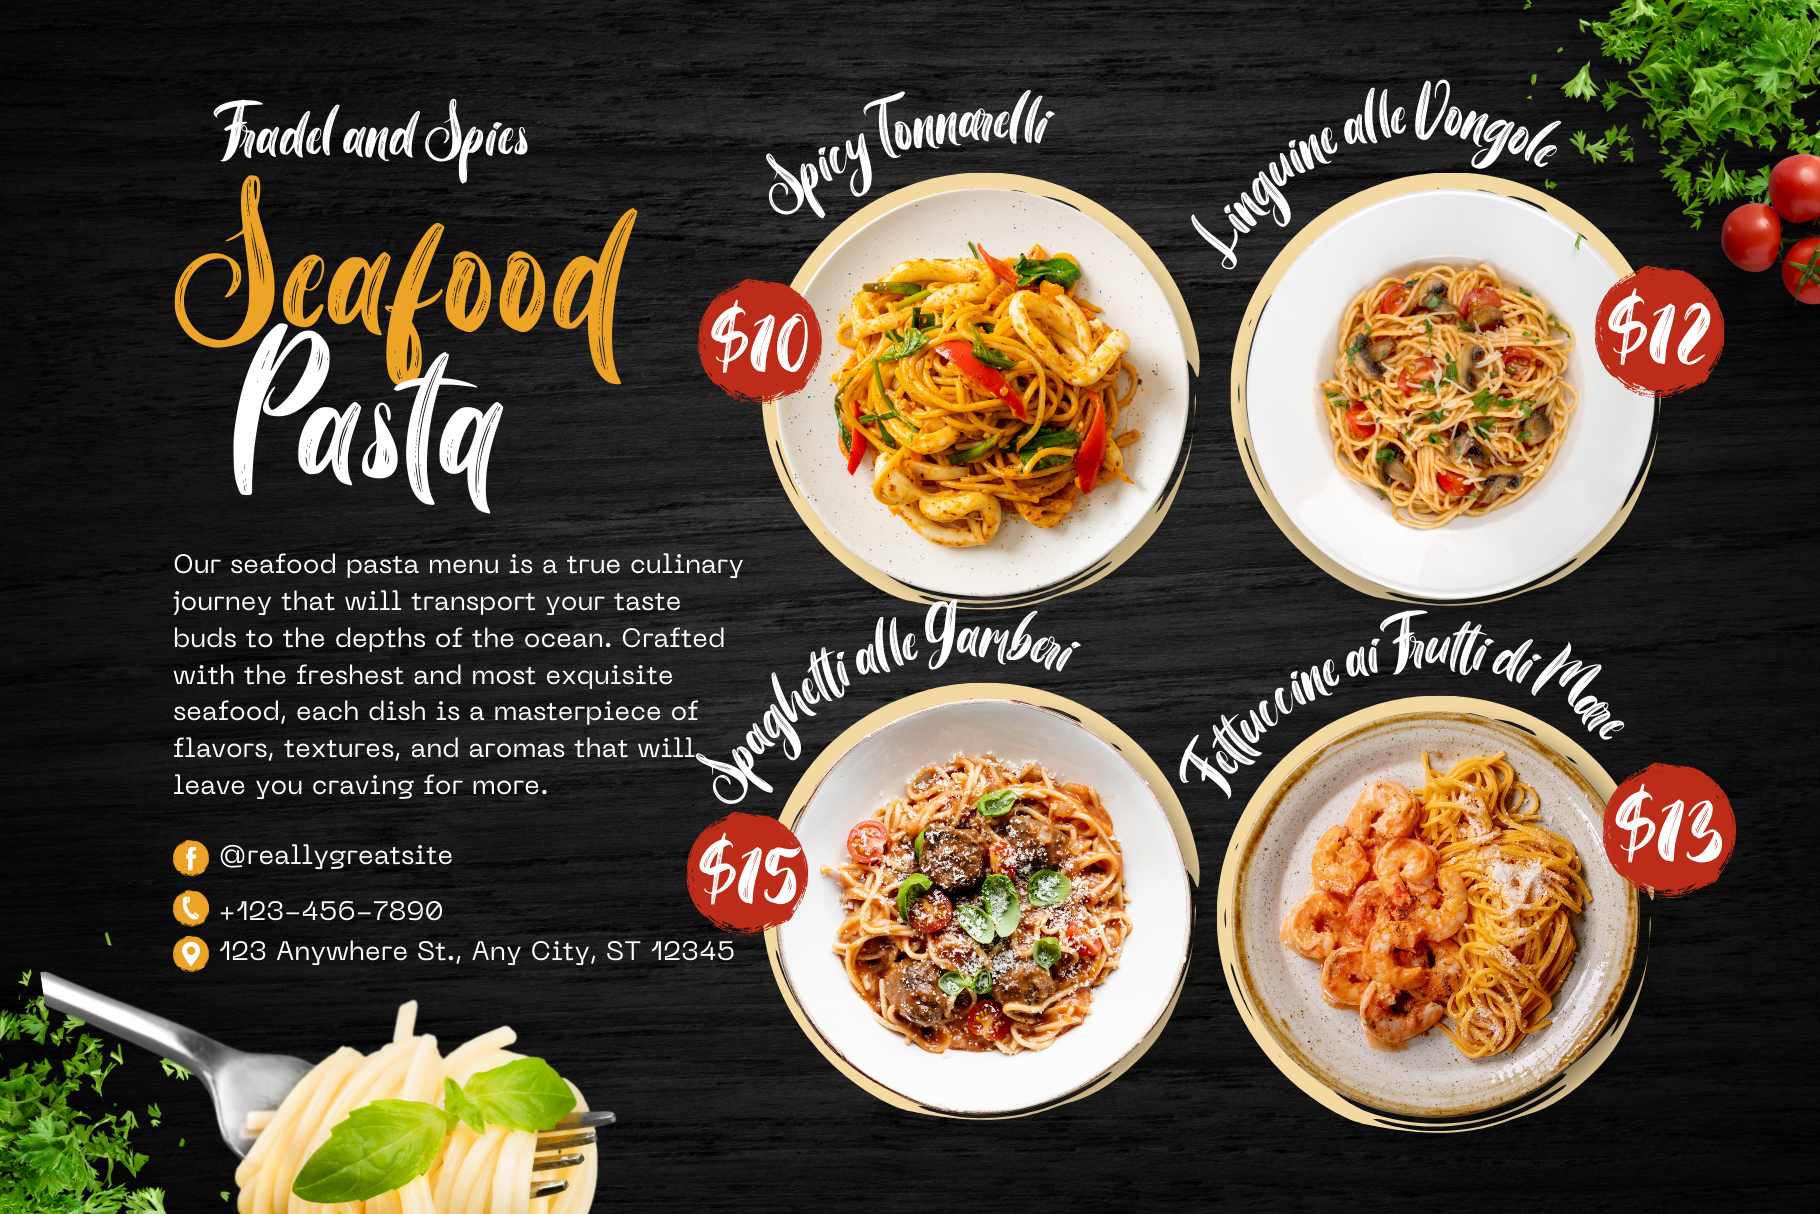 Fradel and Spies
Seafood
Pasta
Our seafood pasta menu is a true culinary
journey that will transport your taste
buds to the depths of the ocean. Crafted
with the freshest and most exquisite
seafood, each dish is a masterpiece of
flavors, textures, and aromas that will
leave you craving for more.
@reallygreatsite
+123-456-7890
123 Anywhere St., Any City, ST 12345
Spicy Tonnarelli
$10
Linguine alle Vongole
$12
Spaghetti alle Gamberi
$15
Fettuccine ai Frutti di Mare
$13